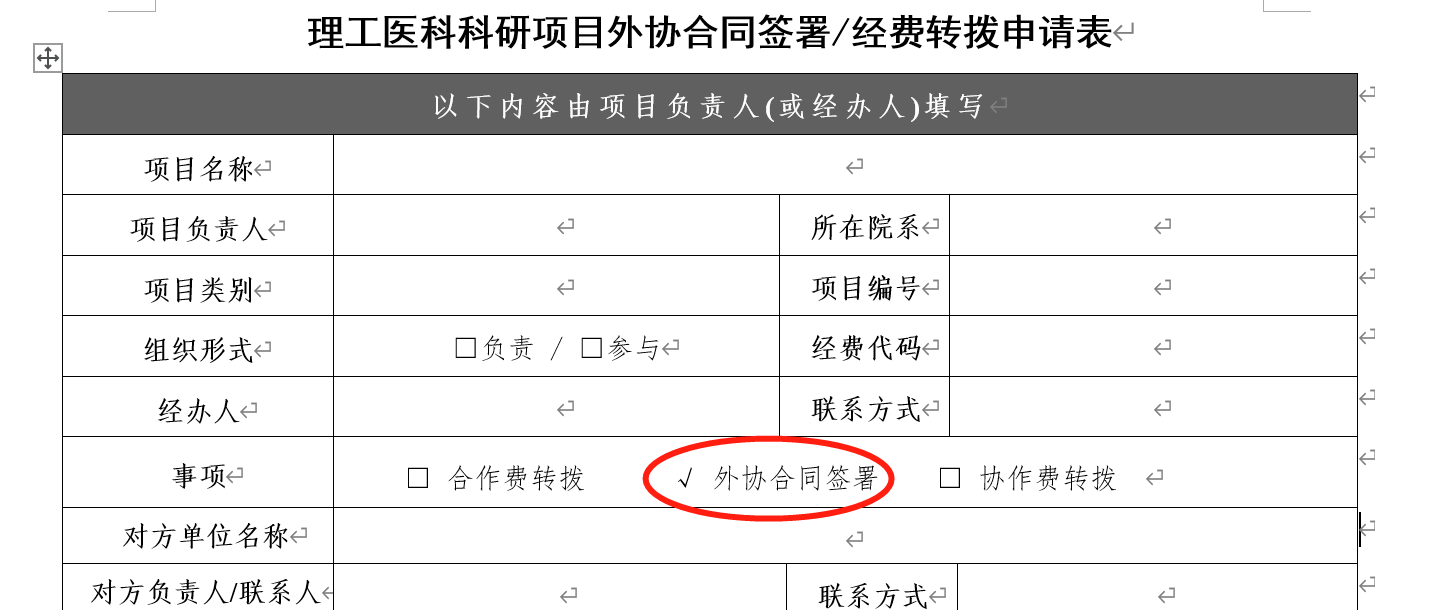 理工医科科研项目外协合同签署/经费转拨申请表
以下内容由项目负责人(或经办人)填写
项目名称
项目负责人 所在院系
项目类别 项目编号
组织形式 □负责 / □参与 经费代码
经办人 联系方式
事项 □ 合作费转拨 √ 外协合同签署 □ 协作费转拨
对方单位名称
对方负责人/联系人 联系方式